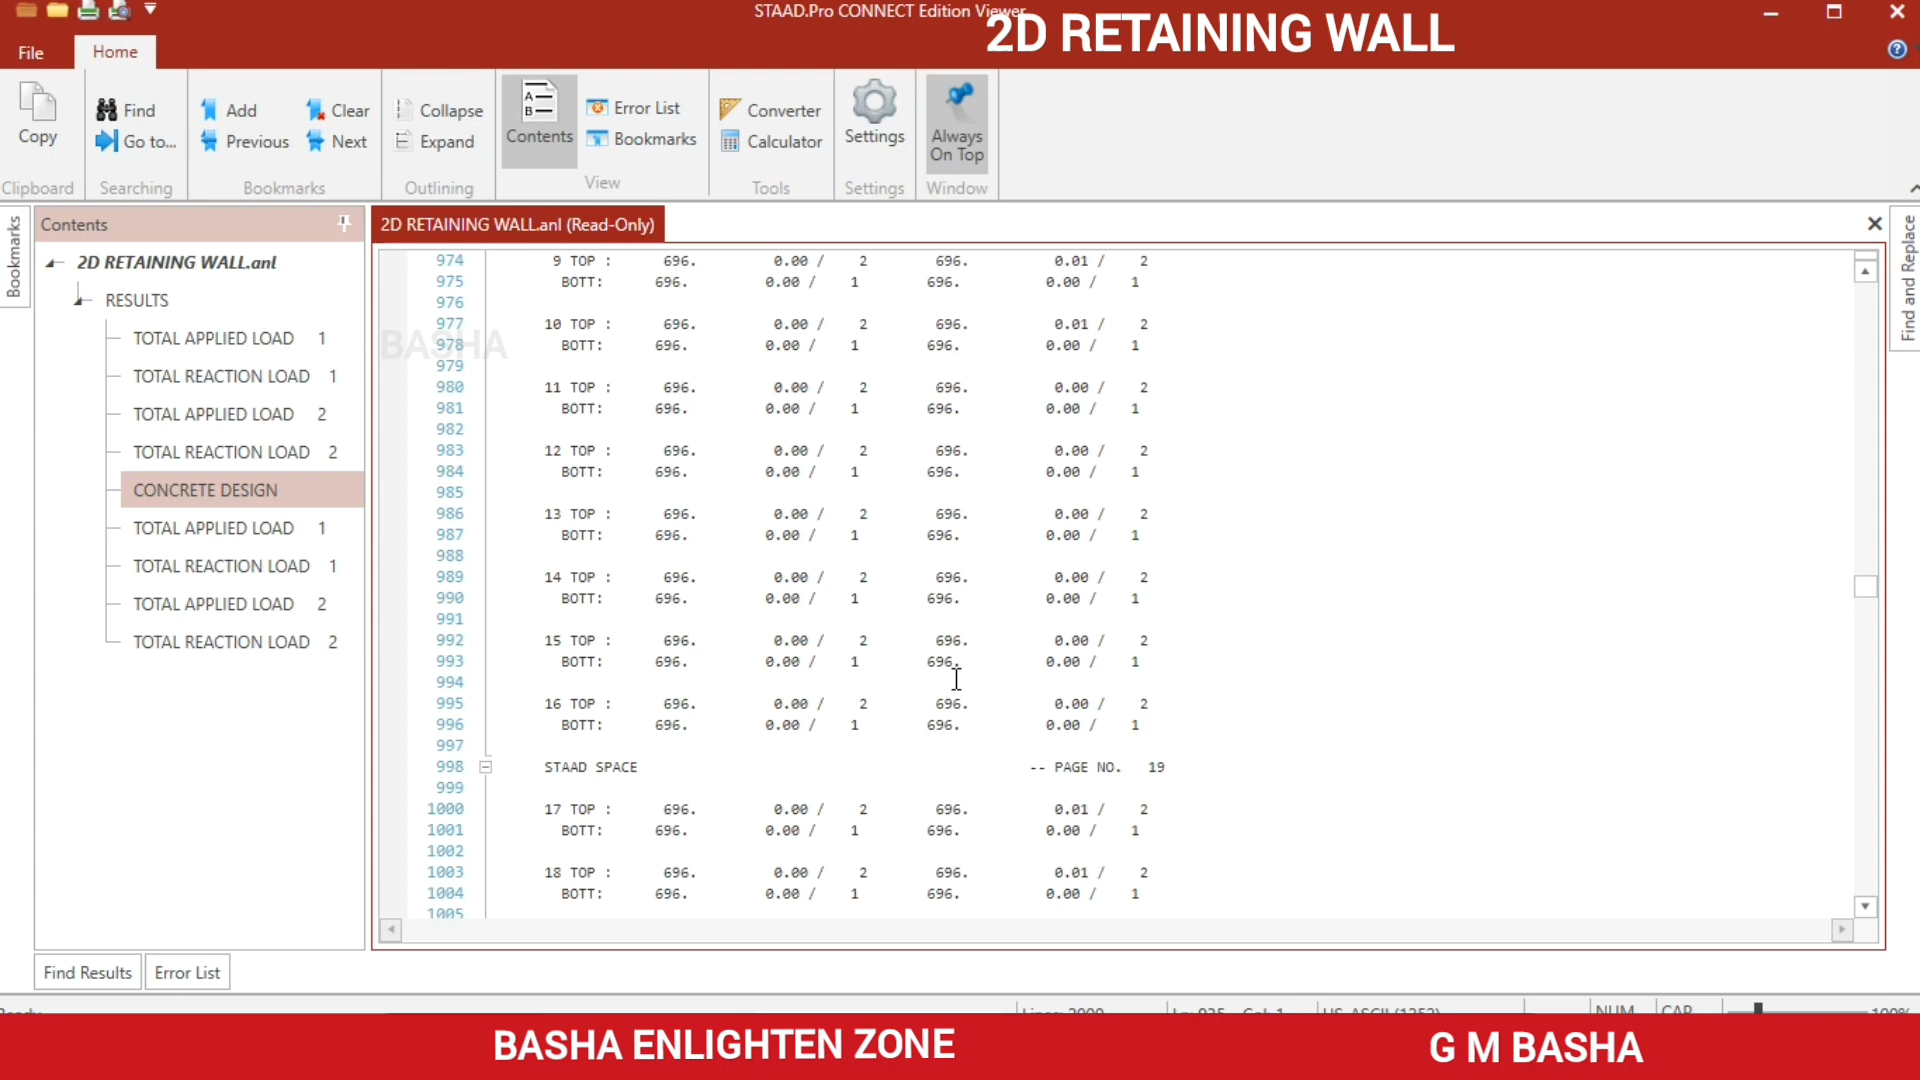 STAAD.Pro CONNECT Edition Viewer
2D RETAINING WALL
File Home
Copy
Find
Go to...
Add
Previous
Clear
Next
Collapse
Expand
Contents
Error List
Bookmarks
Converter
Calculator
Settings
Always On Top
Clipboard Searching Bookmarks Outlining View Tools Settings Window
Bookmarks
Contents
2D RETAINING WALL.anl
RESULTS
TOTAL APPLIED LOAD 1
TOTAL REACTION LOAD 1
TOTAL APPLIED LOAD 2
TOTAL REACTION LOAD 2
CONCRETE DESIGN
TOTAL APPLIED LOAD 1
TOTAL REACTION LOAD 1
TOTAL APPLIED LOAD 2
TOTAL REACTION LOAD 2
2D RETAINING WALL.anl (Read-Only)
BASHA
974 9 TOP : 696. 0.00 / 2 696. 0.01 / 2
975 BOTT: 696. 0.00 / 1 696. 0.00 / 1
976
977 10 TOP : 696. 0.00 / 2 696. 0.01 / 2
978 BOTT: 696. 0.00 / 1 696. 0.00 / 1
979
980 11 TOP : 696. 0.00 / 2 696. 0.00 / 2
981 BOTT: 696. 0.00 / 1 696. 0.00 / 1
982
983 12 TOP : 696. 0.00 / 2 696. 0.00 / 2
984 BOTT: 696. 0.00 / 1 696. 0.00 / 1
985
986 13 TOP : 696. 0.00 / 2 696. 0.00 / 2
987 BOTT: 696. 0.00 / 1 696. 0.00 / 1
988
989 14 TOP : 696. 0.00 / 2 696. 0.00 / 2
990 BOTT: 696. 0.00 / 1 696. 0.00 / 1
991
992 15 TOP : 696. 0.00 / 2 696. 0.00 / 2
993 BOTT: 696. 0.00 / 1 696. 0.00 / 1
994
995 16 TOP : 696. 0.00 / 2 696. 0.00 / 2
996 BOTT: 696. 0.00 / 1 696. 0.00 / 1
997
998 STAAD SPACE -- PAGE NO. 19
999
1000 17 TOP : 696. 0.00 / 2 696. 0.01 / 2
1001 BOTT: 696. 0.00 / 1 696. 0.00 / 1
1002
1003 18 TOP : 696. 0.00 / 2 696. 0.01 / 2
1004 BOTT: 696. 0.00 / 1 696. 0.00 / 1
1005
Find and Replace
Find Results Error List
NUM CAP 100%
BASHA ENLIGHTEN ZONE
G M BASHA